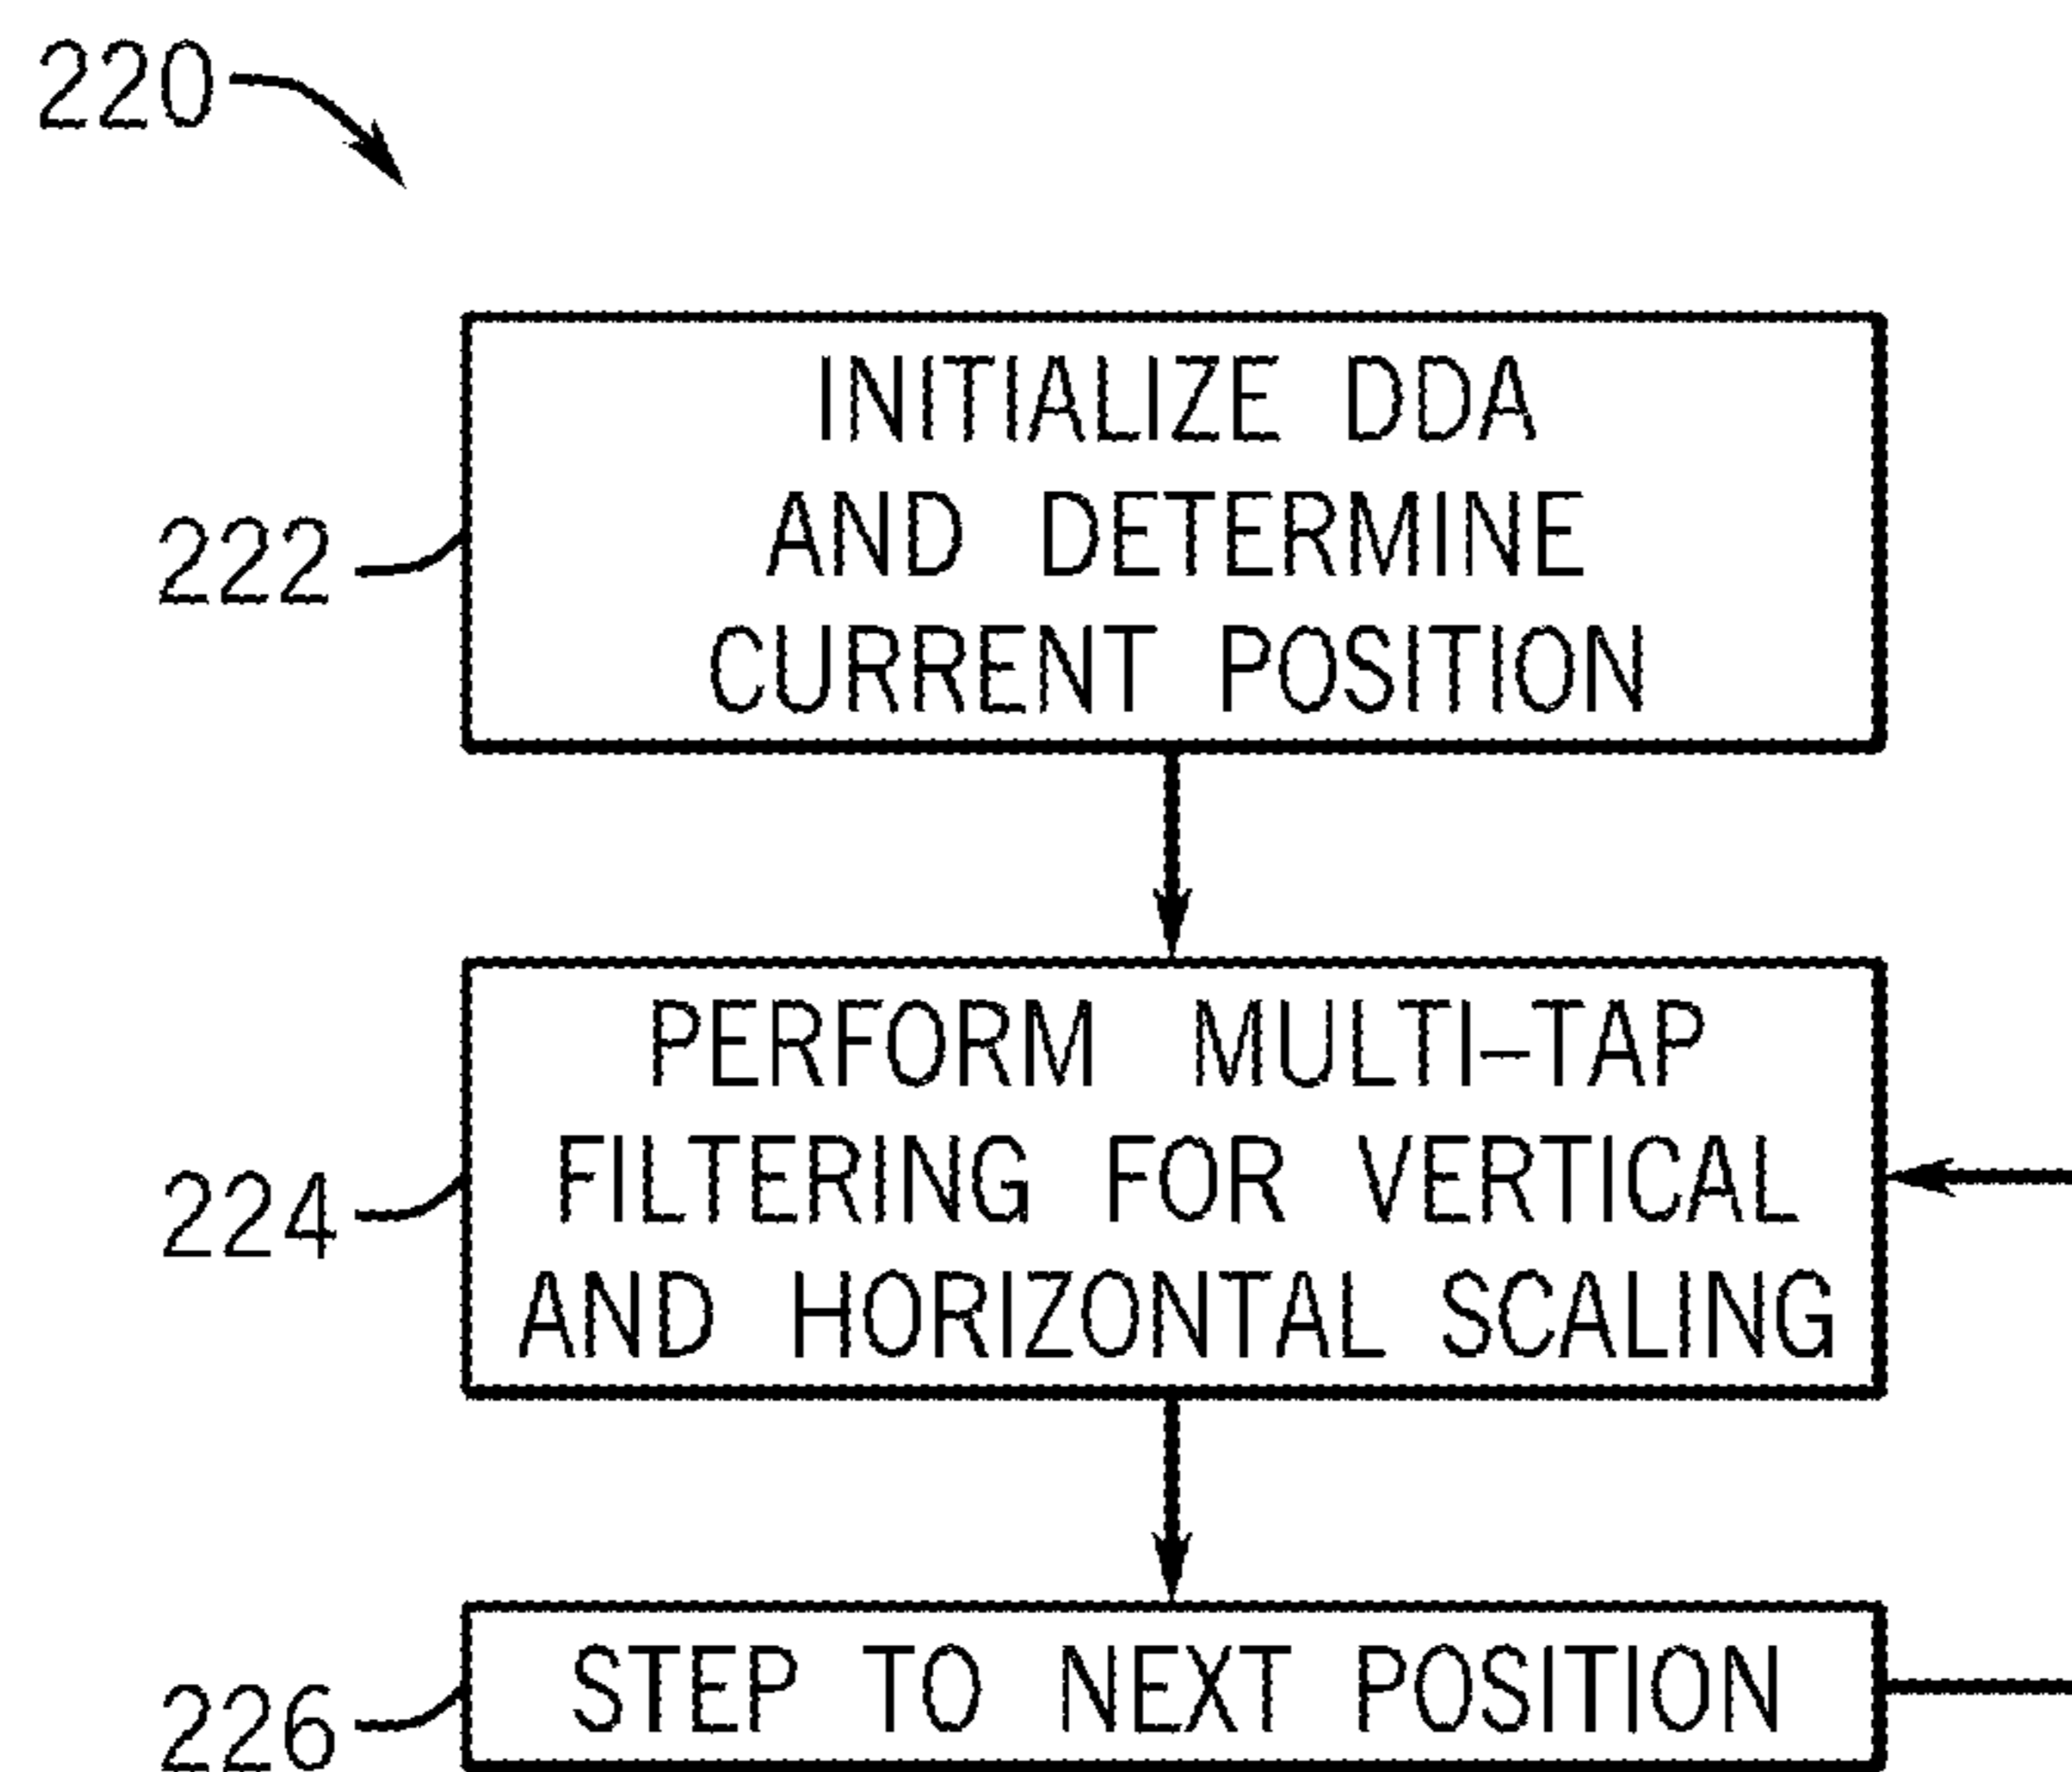 220
INITIALIZE DDA
AND DETERMINE
CURRENT POSITION
222
PERFORM MULTI–TAP
FILTERING FOR VERTICAL
AND HORIZONTAL SCALING
224
STEP TO NEXT POSITION
226